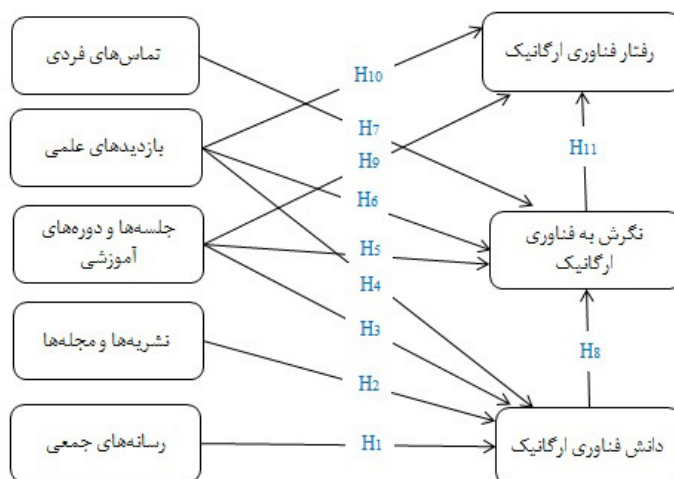 تماس‌های فردی
رفتار فناوری ارگانیک
H10
بازدیدهای علمی
H7
H9
H11
H6
جلسه‌ها و دوره‌های
آموزشی
نگرش به فناوری
ارگانیک
H5
H4
H3
نشریه‌ها و مجله‌ها
H8
H2
رسانه‌های جمعی
H1
دانش فناوری ارگانیک